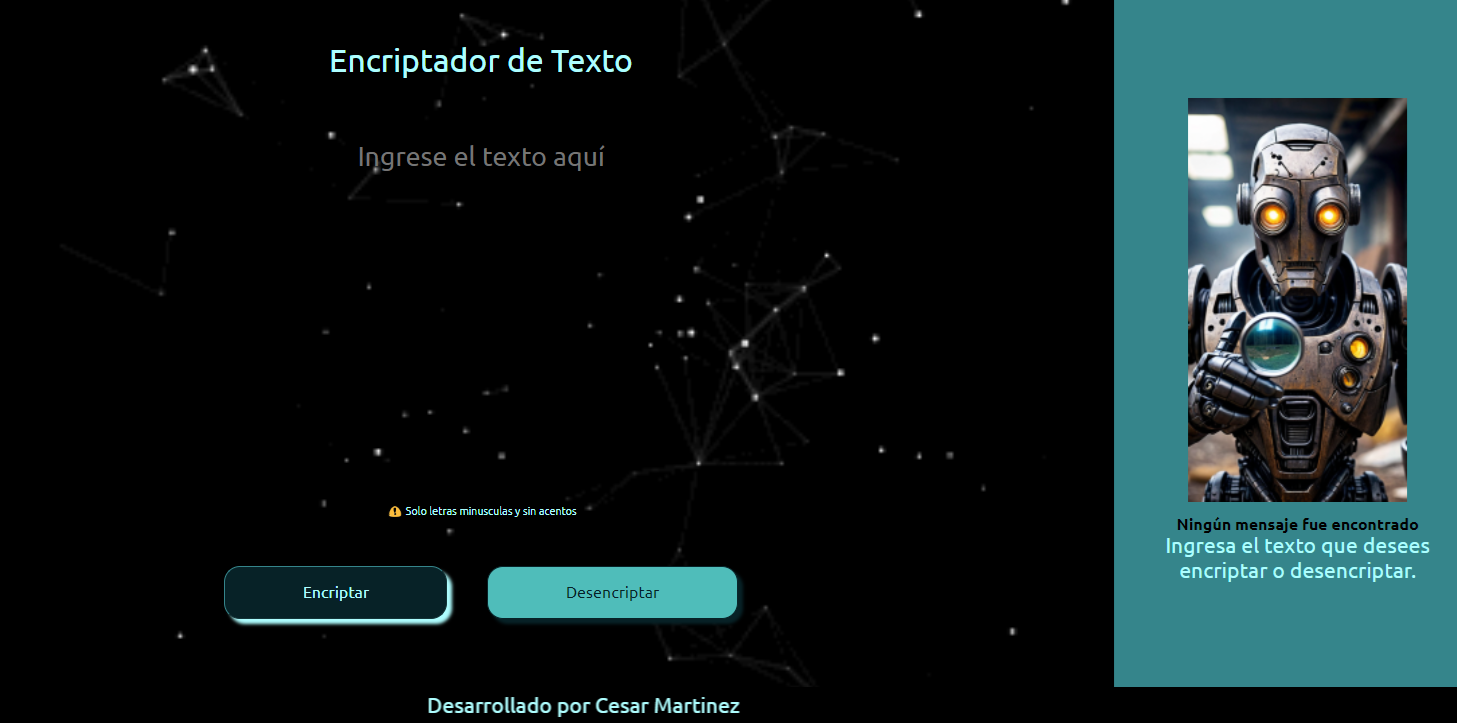 Encriptador de Texto
Ingrese el texto aquí
Solo letras minusculas y sin acentos
Encriptar
Desencriptar
Ningún mensaje fue encontrado
Ingresa el texto que desees
encriptar o desencriptar.
Desarrollado por Cesar Martinez